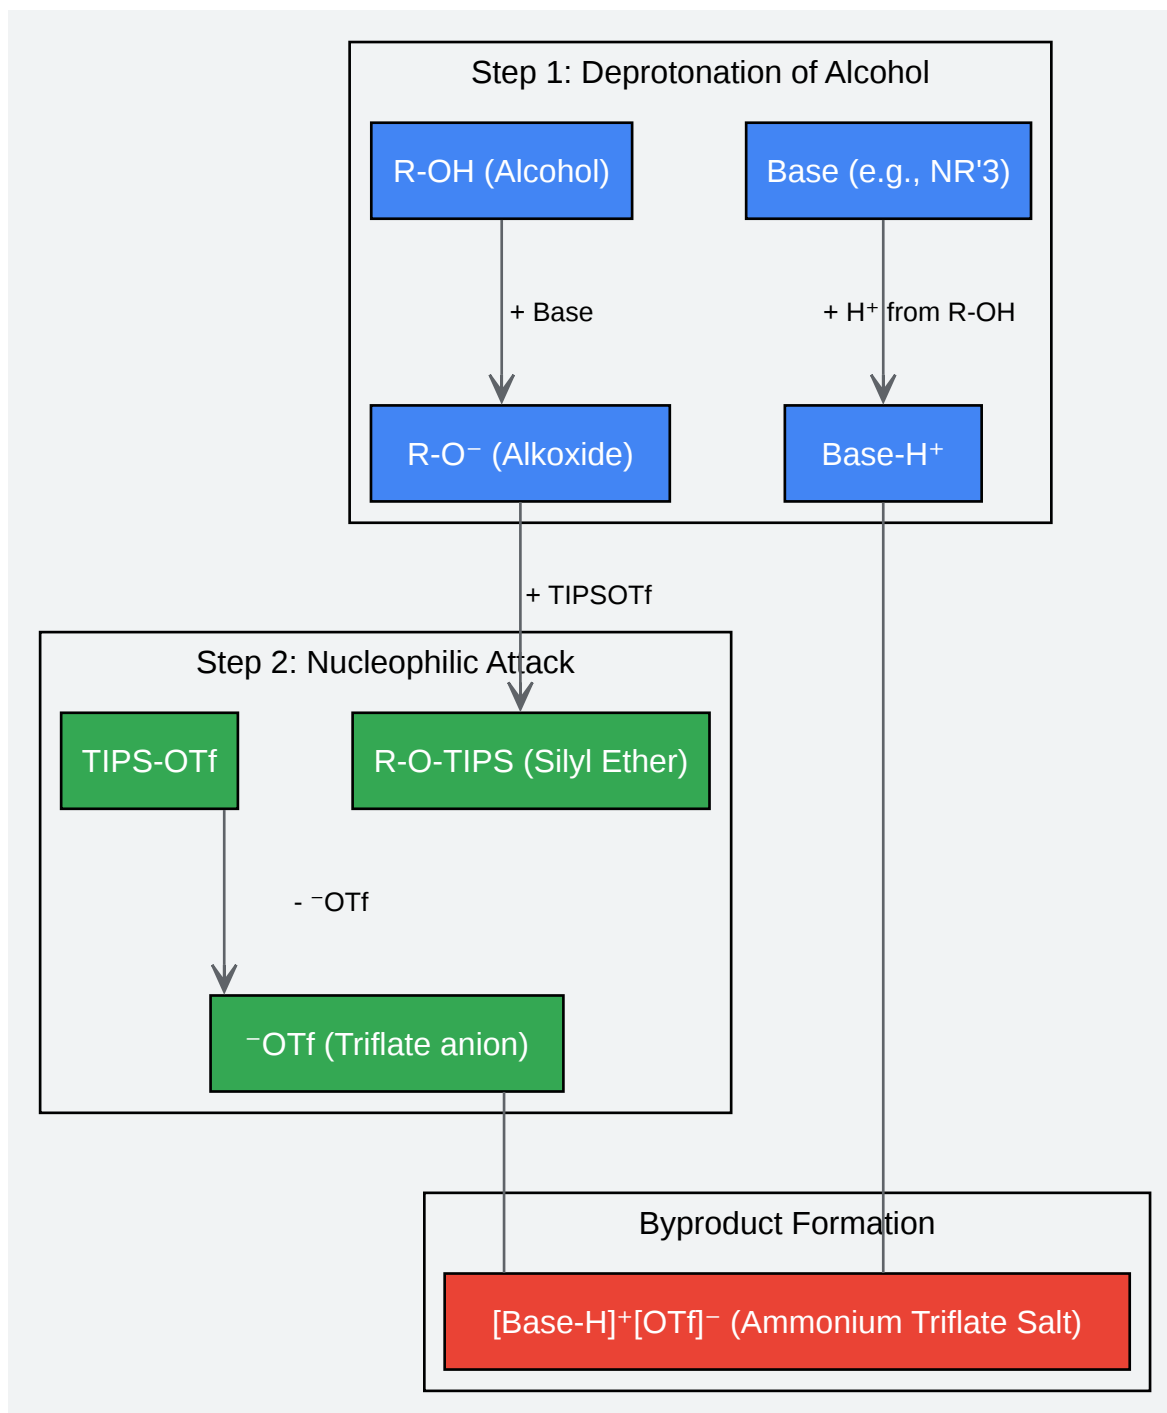 Step 1: Deprotonation of Alcohol
R-OH (Alcohol)
Base (e.g., NR'3)
+ Base
+ H⁺ from R-OH
R-O⁻ (Alkoxide)
Base-H⁺
+ TIPSOTf
Step 2: Nucleophilic Attack
TIPS-OTf
R-O-TIPS (Silyl Ether)
- ⁻OTf
⁻OTf (Triflate anion)
Byproduct Formation
[Base-H]⁺[OTf]⁻ (Ammonium Triflate Salt)